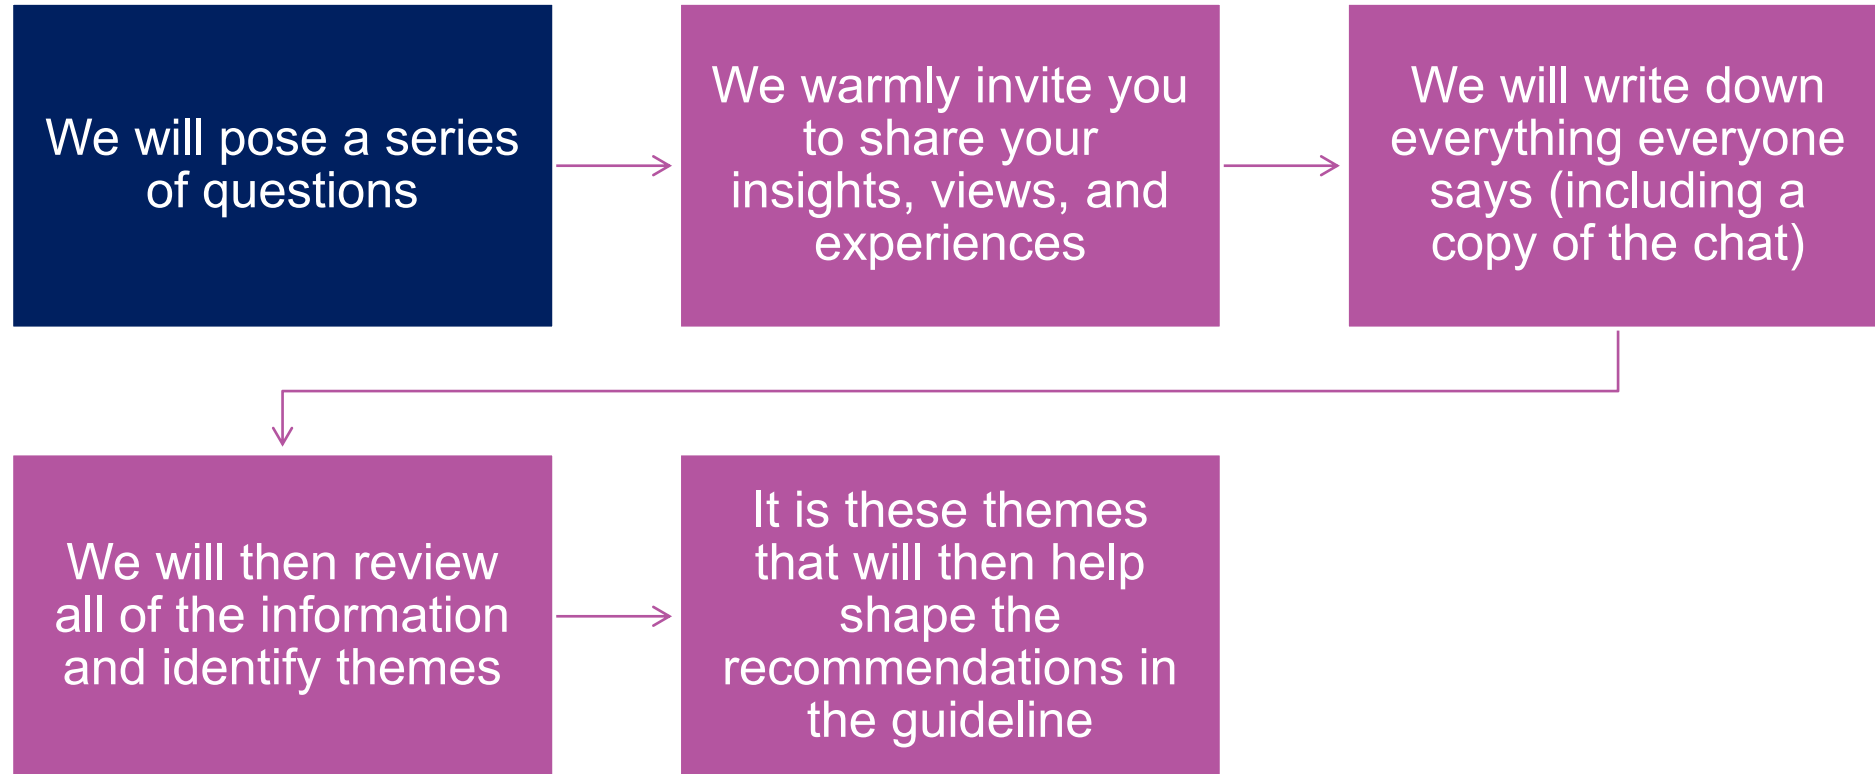 We will pose a series
of questions
We warmly invite you
to share your
insights, views, and
experiences
We will write down
everything everyone
says (including a
copy of the chat)
We will then review
all of the information
and identify themes
It is these themes
that will then help
shape the
recommendations in
the guideline